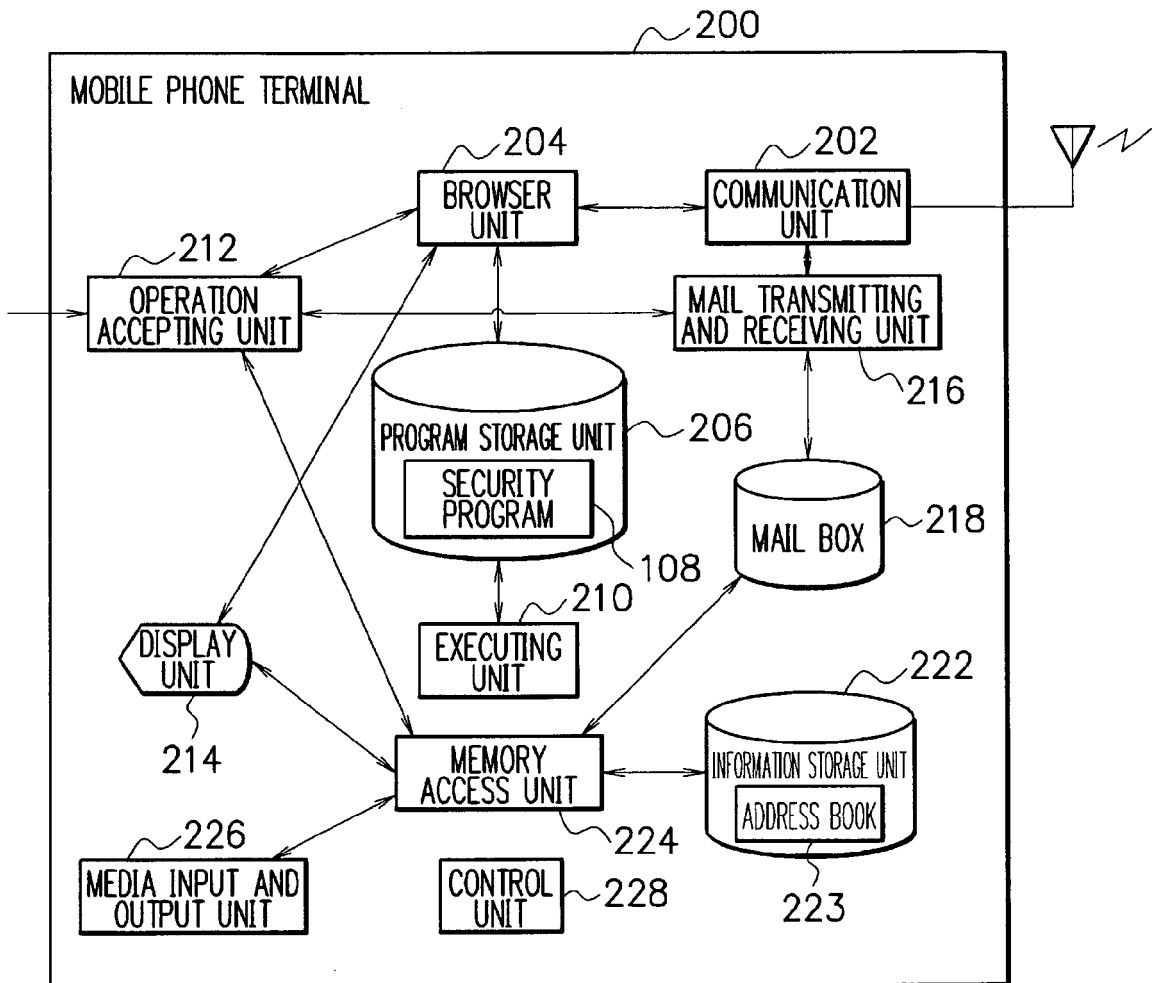 200
MOBILE PHONE TERMINAL
204
BROWSER
UNIT
202
COMMUNICATION
UNIT
212
OPERATION
ACCEPTING UNIT
MAIL TRANSMITTING
AND RECEIVING UNIT
216
PROGRAM STORAGE UNIT
206
SECURITY
PROGRAM
108
MAIL BOX
218
210
EXECUTING
UNIT
DISPLAY
UNIT
214
222
INFORMATION STORAGE UNIT
ADDRESS BOOK
223
MEMORY
ACCESS UNIT
224
226
MEDIA INPUT AND
OUTPUT UNIT
CONTROL
UNIT
228